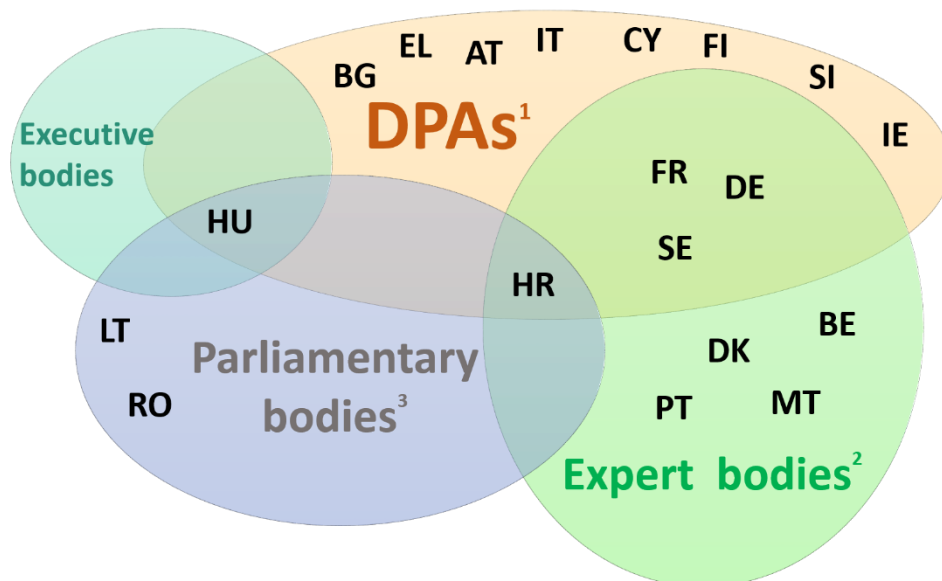 EL
AT
IT
CY
FI
BG
SI
DPAs¹
IE
Executive
bodies
FR
DE
HU
SE
HR
LT
BE
Parliamentary
bodies³
DK
RO
PT
MT
Expert bodies²